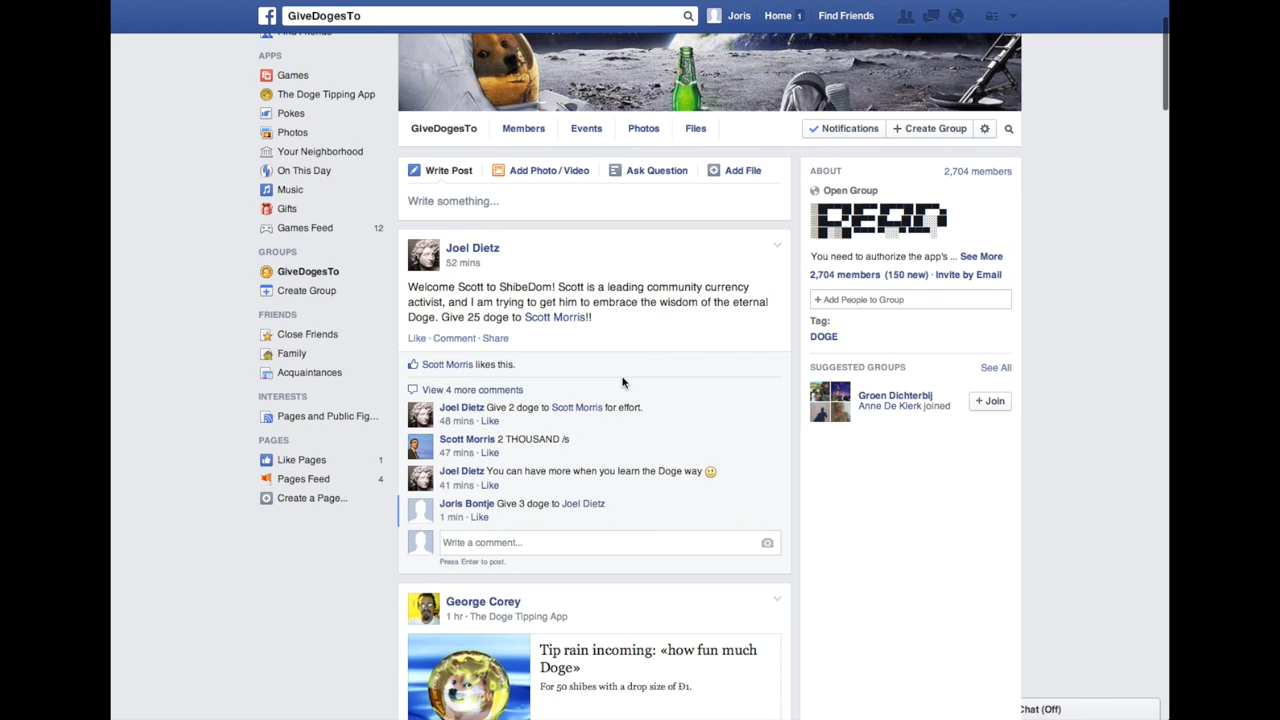 GiveDogesTo
Joris
Home 1
Find Friends
APPS
Games
The Doge Tipping App
Pokes
Photos
Your Neighborhood
On This Day
Music
Gifts
Games Feed 12
GROUPS
GiveDogesTo
Create Group
FRIENDS
Close Friends
Family
Acquaintances
INTERESTS
Pages and Public Fig...
PAGES
Like Pages 1
Pages Feed 4
Create a Page...
GiveDogesTo Members Events Photos Files
Notifications + Create Group
Write Post Add Photo / Video Ask Question Add File
Write something...
Joel Dietz
52 mins
Welcome Scott to ShibeDom! Scott is a leading community currency
activist, and I am trying to get him to embrace the wisdom of the eternal
Doge. Give 25 doge to Scott Morris!!
Like · Comment · Share
Scott Morris likes this.
View 4 more comments
Joel Dietz Give 2 doge to Scott Morris for effort.
48 mins · Like
Scott Morris 2 THOUSAND /s
47 mins · Like
Joel Dietz You can have more when you learn the Doge way
41 mins · Like
Joris Bontje Give 3 doge to Joel Dietz
1 min · Like
Write a comment...
Press Enter to post.
George Corey
1 hr · The Doge Tipping App
Tip rain incoming: «how fun much
Doge»
For 50 shibes with a drop size of Ð1.
ABOUT 2,704 members
Open Group
You need to authorize the app's ... See More
2,704 members (150 new) · Invite by Email
+ Add People to Group
Tag:
DOGE
SUGGESTED GROUPS See All
Groen Dichterbij
Anne De Klerk joined
+ Join
Chat (Off)